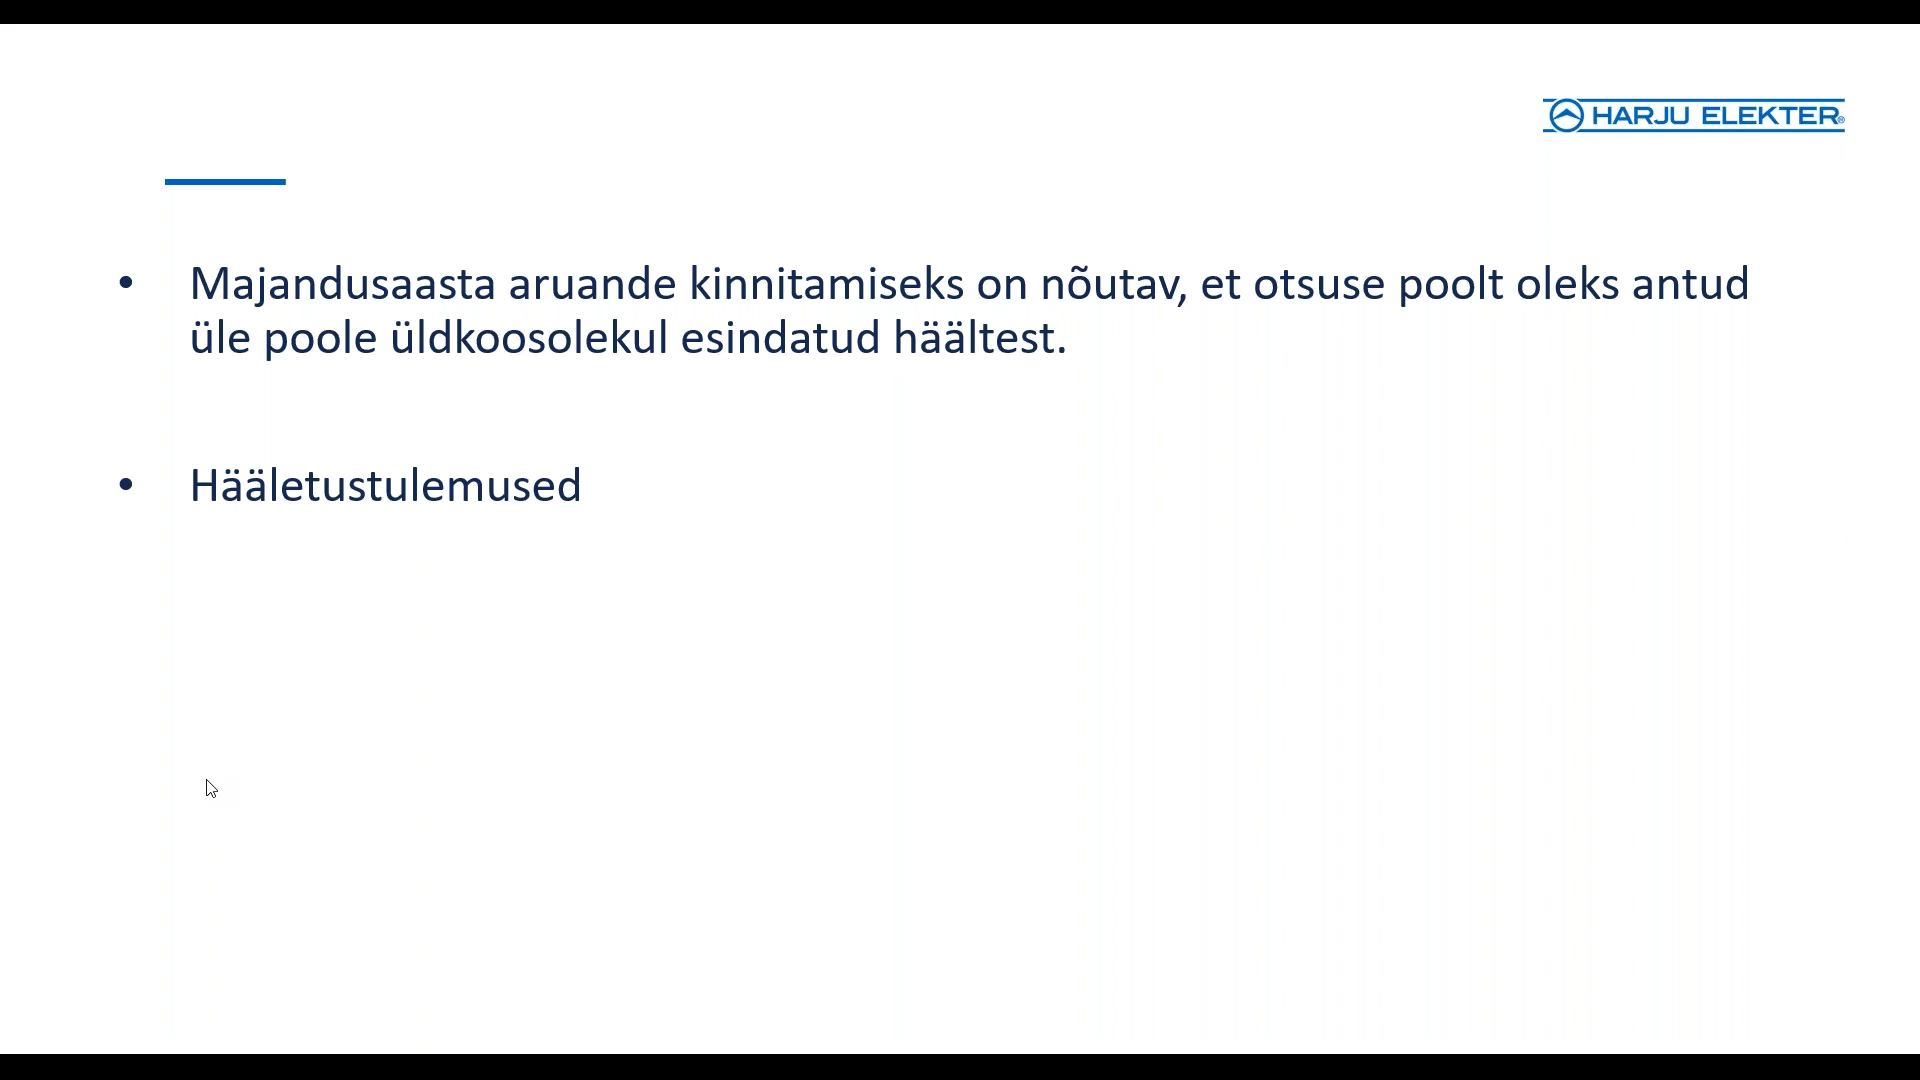 HARJU ELEKTER®
• Majandusaasta aruande kinnitamiseks on nõutav, et otsuse poolt oleks antud
üle poole üldkoosolekul esindatud häältest.
• Hääletustulemused